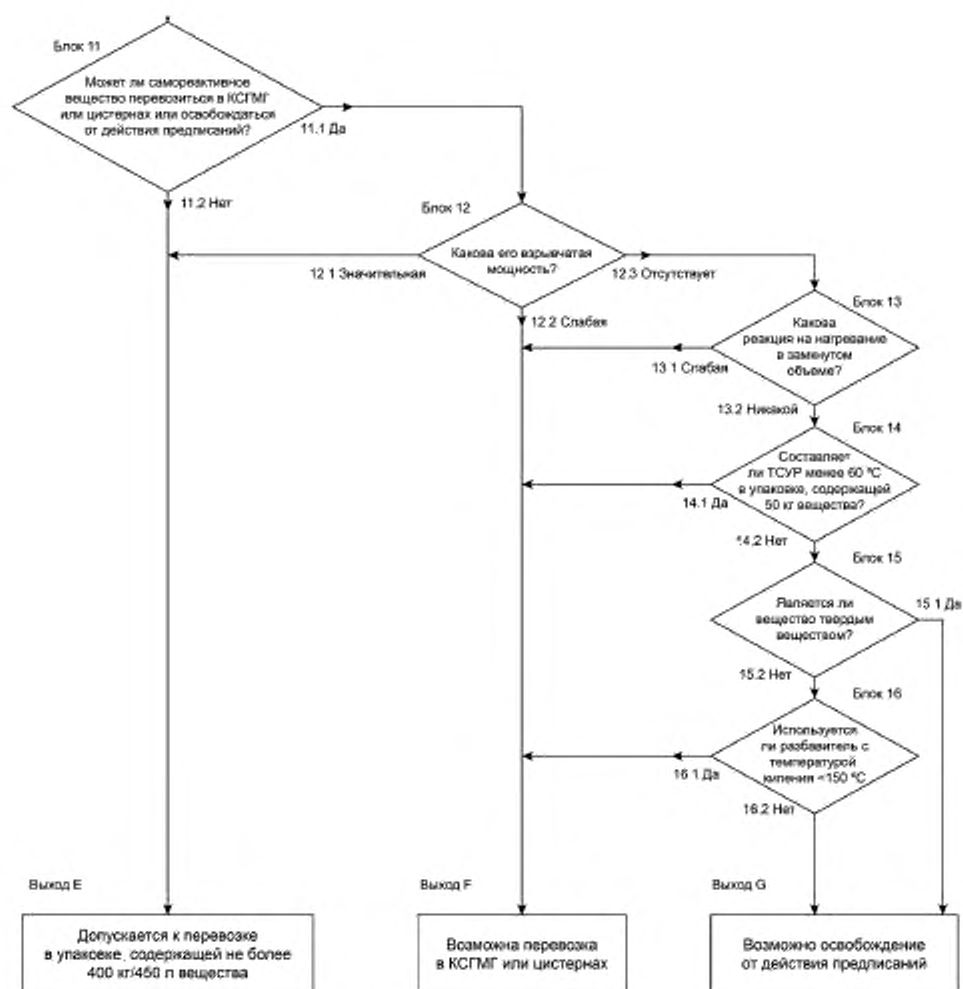 Блок 11
Может ли самореактивное
вещество перевозиться в КСГМГ
или цистернах или освобождаться
от действия предписаний?
11.1 Да
11.2 Нет
Блок 12
Какова его взрывчатая
мощность?
12 1 Значительная
12.3 Отсутствует
12.2 Слабая
Блок 13
Какова
реакция на нагревание
в замкнутом
объеме?
13 1 Слабая
13.2 Никакой
Блок 14
Составляет
ли ТСУР менее 60 ºС
в упаковке, содержащей
50 кг вещества?
14.1 Да
14.2 Нет
Блок 15
Является ли
вещество твердым
веществом?
15 1 Да
15.2 Нет
Блок 16
Используется
ли разбавитель с
температурой
кипения <150 ºС
16 1 Да
16.2 Нет
Выход E
Выход F
Выход G
Допускается к перевозке
в упаковке, содержащей не более
400 кг/450 л вещества
Возможна перевозка
в КСГМГ или цистернах
Возможно освобождение
от действия предписаний